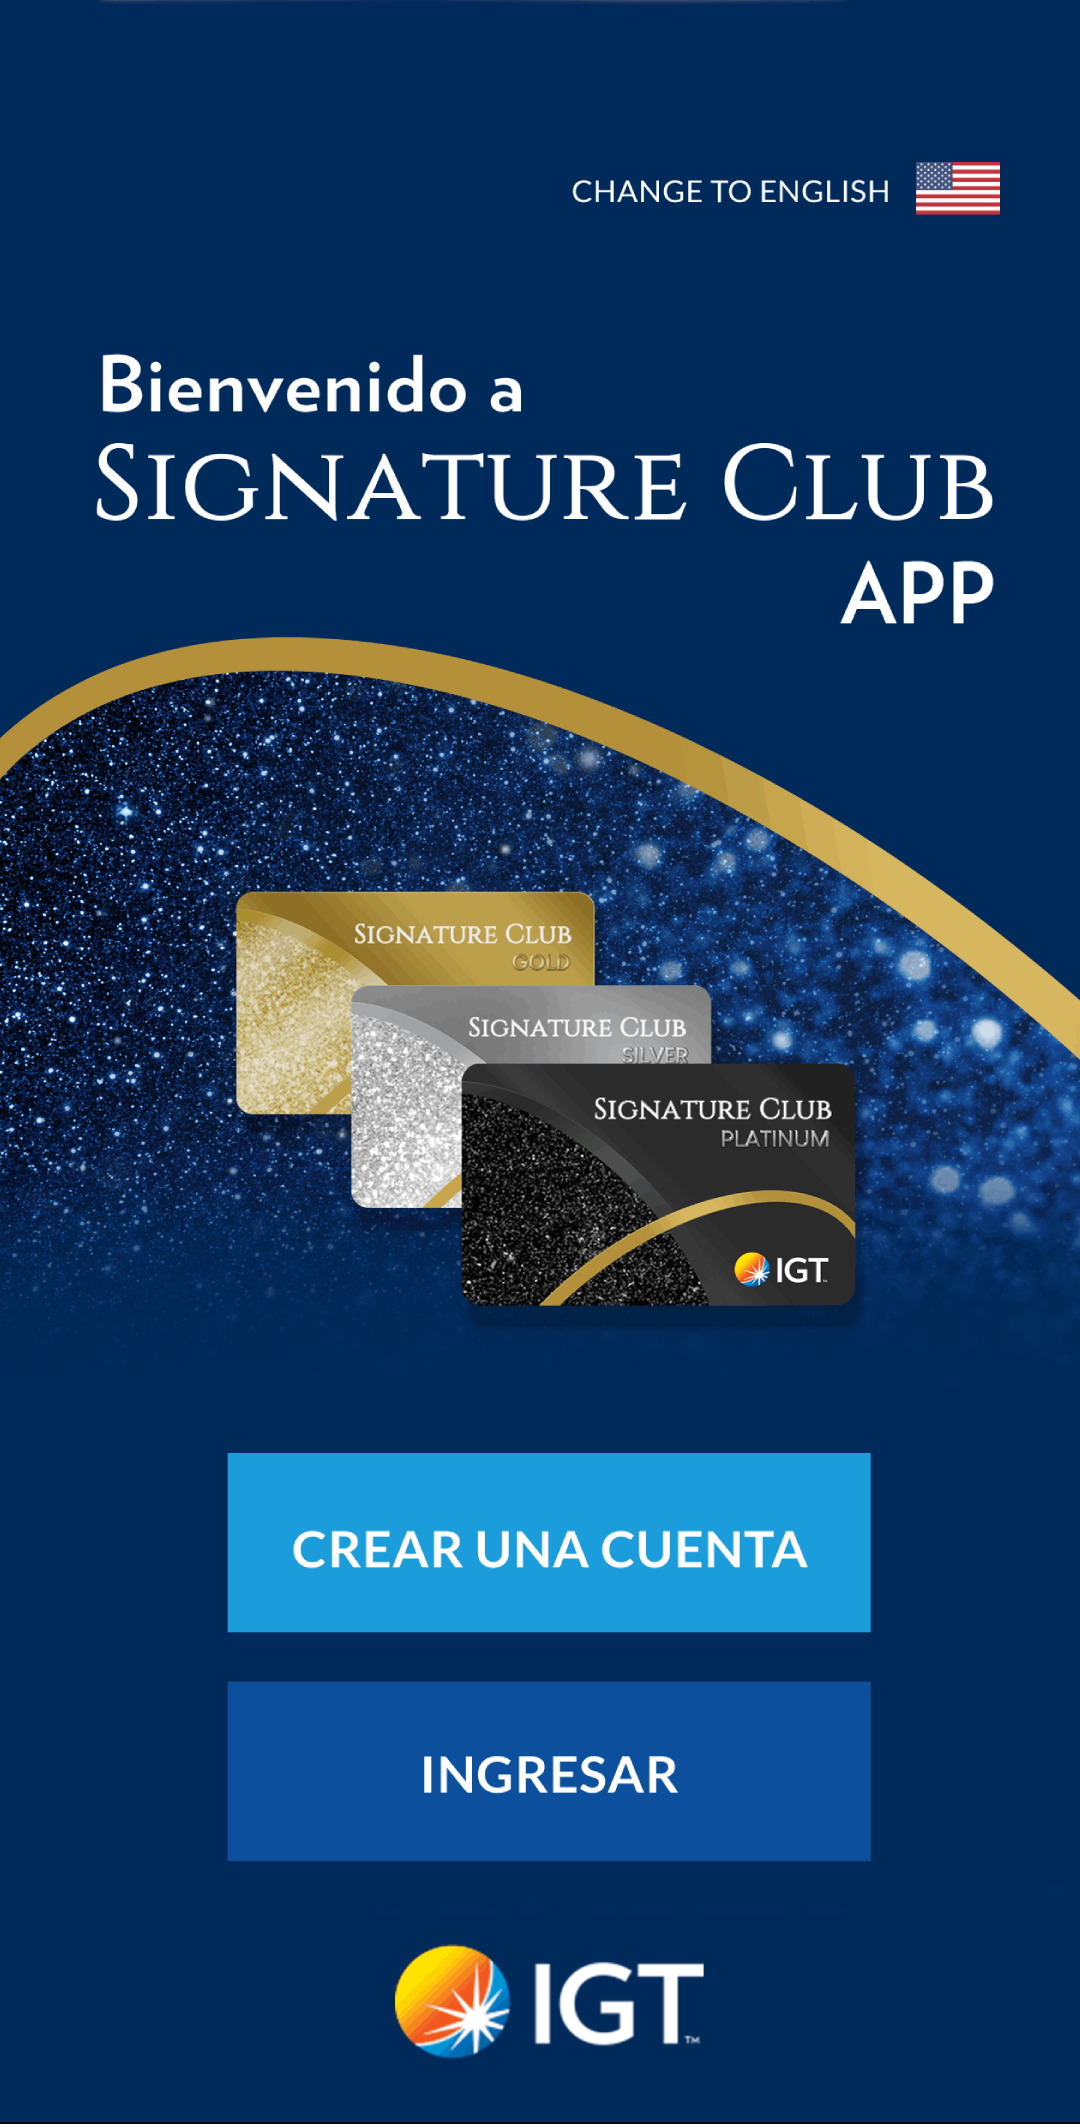 CHANGE TO ENGLISH
Bienvenido a
SIGNATURE CLUB
APP
SIGNATURE CLUB
GOLD
SIGNATURE CLUB
SILVER
SIGNATURE CLUB
PLATINUM
IGT
CREAR UNA CUENTA
INGRESAR
IGT™